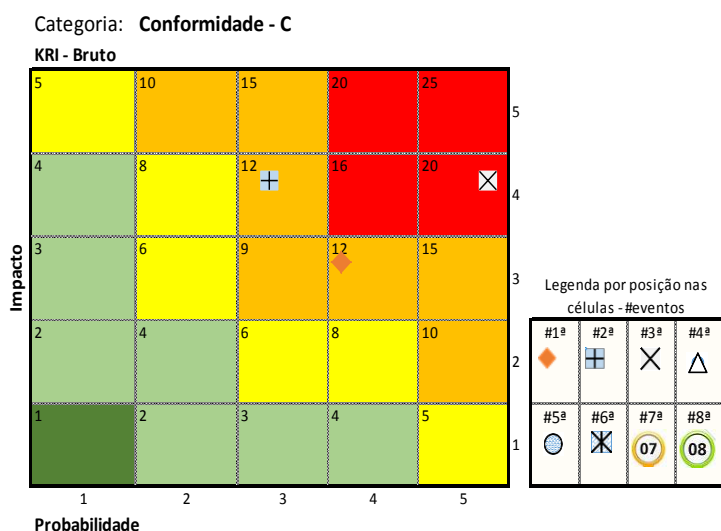 Categoria: Conformidade - C
KRI - Bruto
5 10 15 20 25
5
4 8 12 16 20
4
3 6 9 12 15
3
2 4 6 8 10
2
1 2 3 4 5
1
Impacto
1 2 3 4 5
Probabilidade
Legenda por posição nas
células - #eventos
#1ª #2ª #3ª #4ª
#5ª #6ª #7ª #8ª
07 08